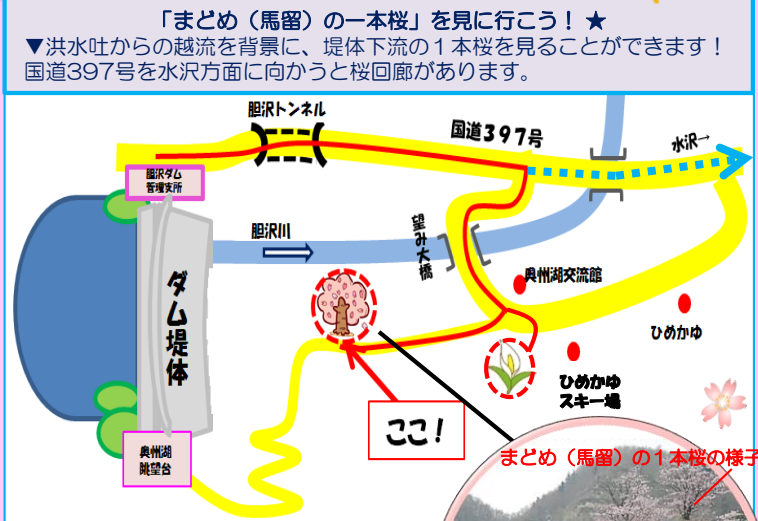 「まどめ（馬留）の一本桜」を見に行こう！ ★
▼洪水吐からの越流を背景に、堤体下流の１本桜を見ることができます！
国道397号を水沢方面に向かうと桜回廊があります。
胆沢トンネル
国道３９７号
水沢→
胆沢ダム
管理支所
胆沢川
望み大橋
ダム堤体
奥州湖交流館
ひめかゆ
ひめかゆ
スキー場
ここ！
奥州湖
眺望台
まどめ（馬留）の１本桜の様子